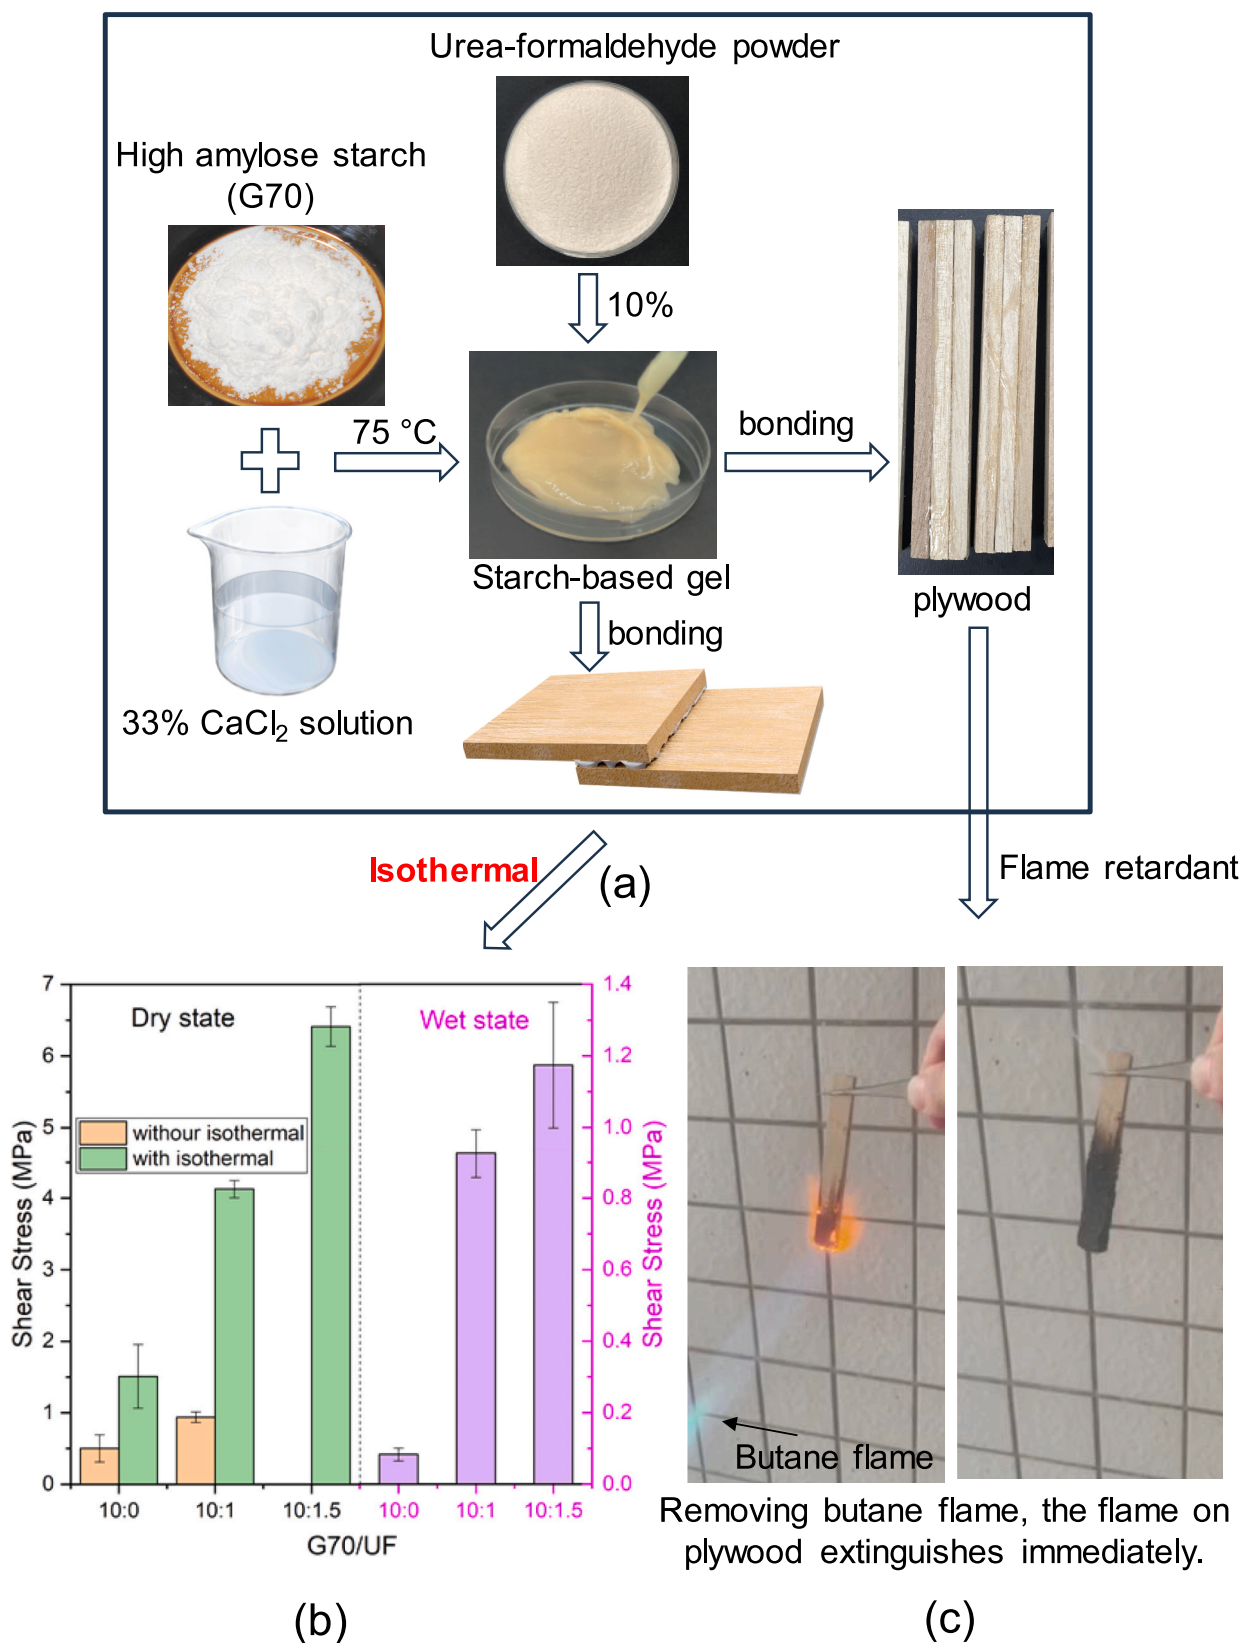 Urea-formaldehyde powder
High amylose starch
(G70)
10%
75 °C
bonding
Starch-based gel
plywood
bonding
33% CaCl₂ solution
Isothermal
(a)
Flame retardant
Shear Stress (MPa)
7
6
5
4
3
2
1
0
Dry state
withour isothermal
with isothermal
Wet state
1.4
1.2
1.0
0.8
0.6
0.4
0.2
0.0
Shear Stress (MPa)
10:0 10:1 10:1.5 10:0 10:1 10:1.5
G70/UF
(b)
Butane flame
Removing butane flame, the flame on
plywood extinguishes immediately.
(c)